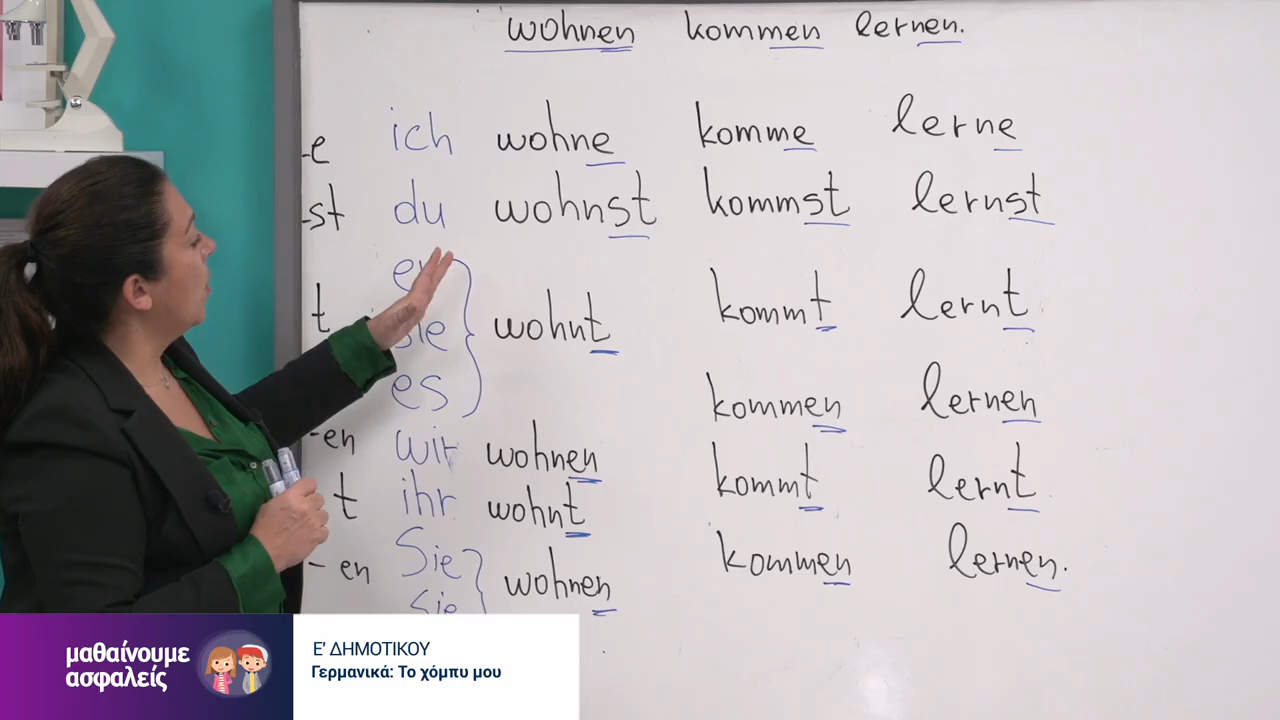 wohnen kommen lernen.
-e ich wohne komme lerne
-st du wohnst kommst lernst
er
t sie wohnt kommt lernt
es
-en wir wohnen kommen lernen
t ihr wohnt kommt lernt
-en Sie wohnen kommen lernen.
sie
μαθαίνουμε
ασφαλείς
Ε' ΔΗΜΟΤΙΚΟΥ
Γερμανικά: Το χόμπυ μου